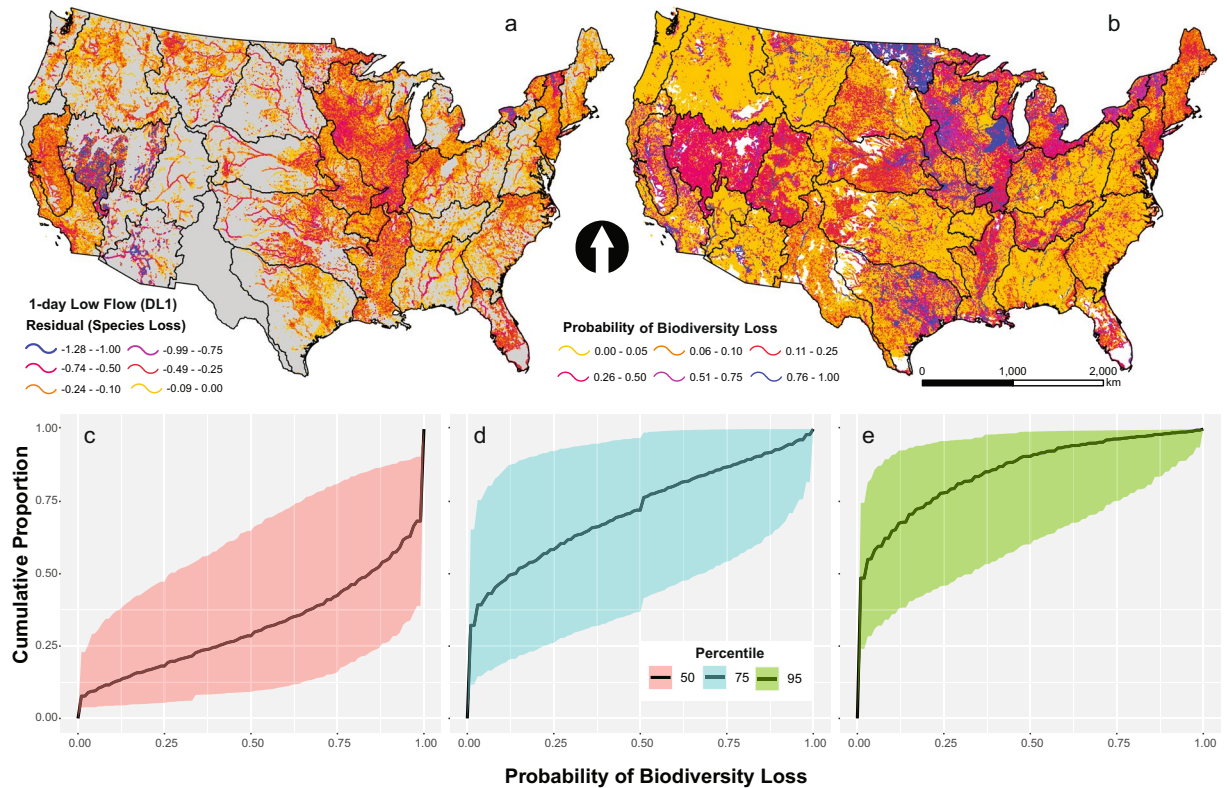 a
b
1-day Low Flow (DL1)
Residual (Species Loss)
-1.28 - -1.00 -0.99 - -0.75
-0.74 - -0.50 -0.49 - -0.25
-0.24 - -0.10 -0.09 - 0.00
Probability of Biodiversity Loss
0.00 - 0.05 0.06 - 0.10 0.11 - 0.25
0.26 - 0.50 0.51 - 0.75 0.76 - 1.00
0 1,000 2,000
km
c
d
e
Cumulative Proportion
1.00
0.75
0.50
0.25
0.00
Percentile
50 75 95
0.00 0.25 0.50 0.75 1.00
0.00 0.25 0.50 0.75 1.00
0.00 0.25 0.50 0.75 1.00
Probability of Biodiversity Loss